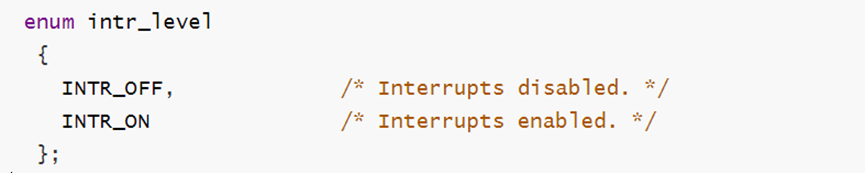 enum intr_level
{
INTR_OFF, /* Interrupts disabled. */
INTR_ON /* Interrupts enabled. */
};